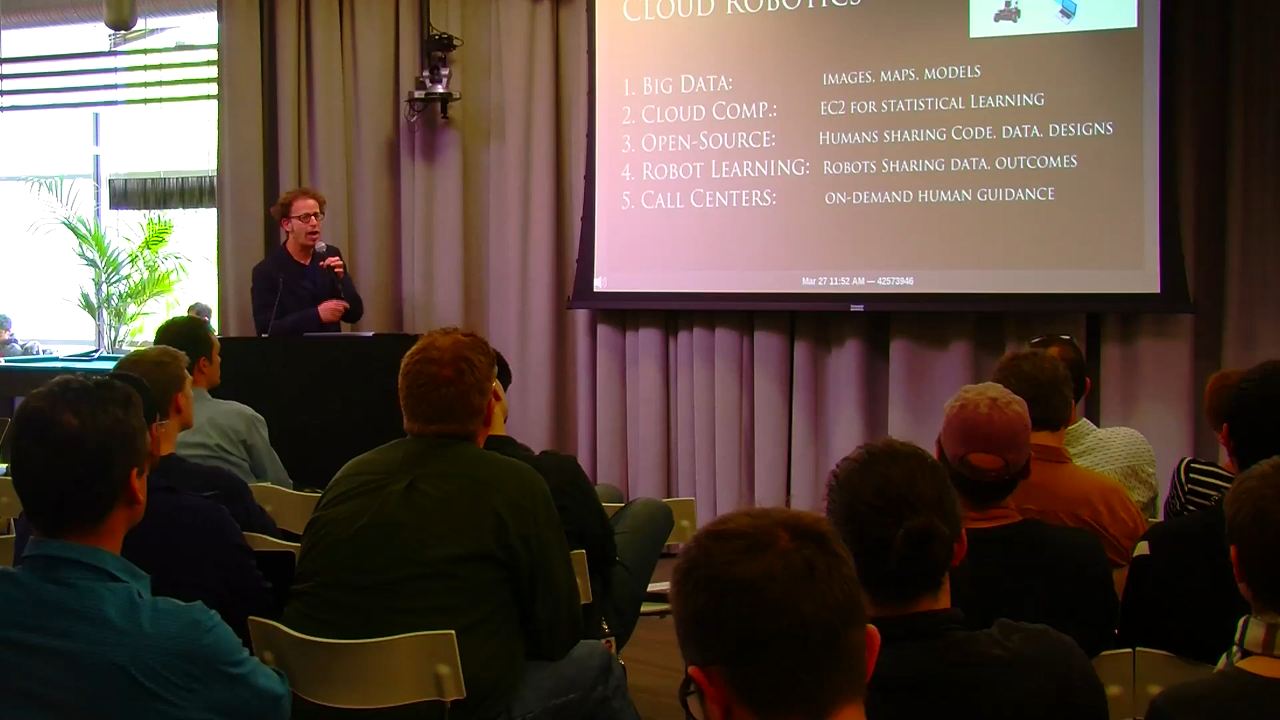 CLOUD ROBOTICS
1. BIG DATA: IMAGES, MAPS, MODELS
2. CLOUD COMP.: EC2 FOR STATISTICAL LEARNING
3. OPEN-SOURCE: HUMANS SHARING CODE, DATA, DESIGNS
4. ROBOT LEARNING: ROBOTS SHARING DATA, OUTCOMES
5. CALL CENTERS: ON-DEMAND HUMAN GUIDANCE
Mar 27 11:52 AM — 42573946